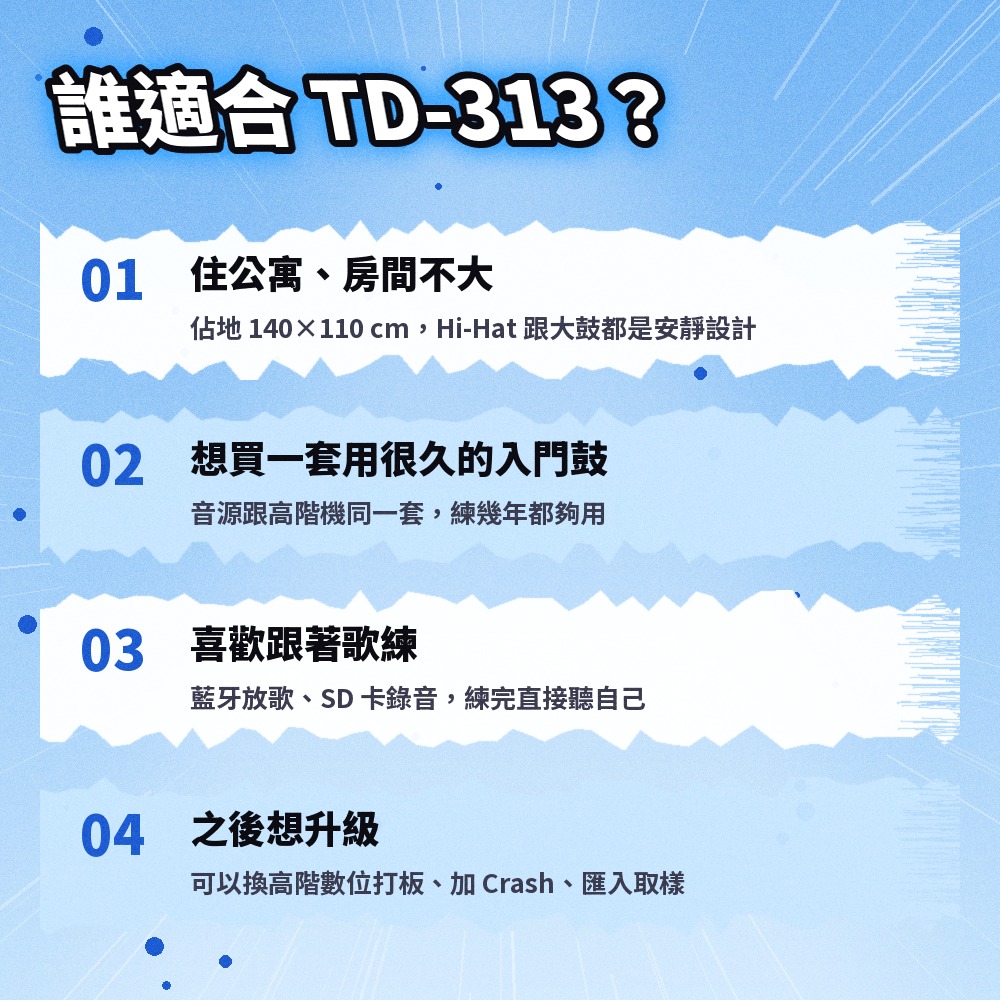 誰適合 TD-313？
01
住公寓、房間不大
佔地 140×110 cm，Hi-Hat 跟大鼓都是安靜設計
02
想買一套用很久的入門鼓
音源跟高階機同一套，練幾年都夠用
03
喜歡跟著歌練
藍牙放歌、SD 卡錄音，練完直接聽自己
04
之後想升級
可以換高階數位打板、加 Crash、匯入取樣